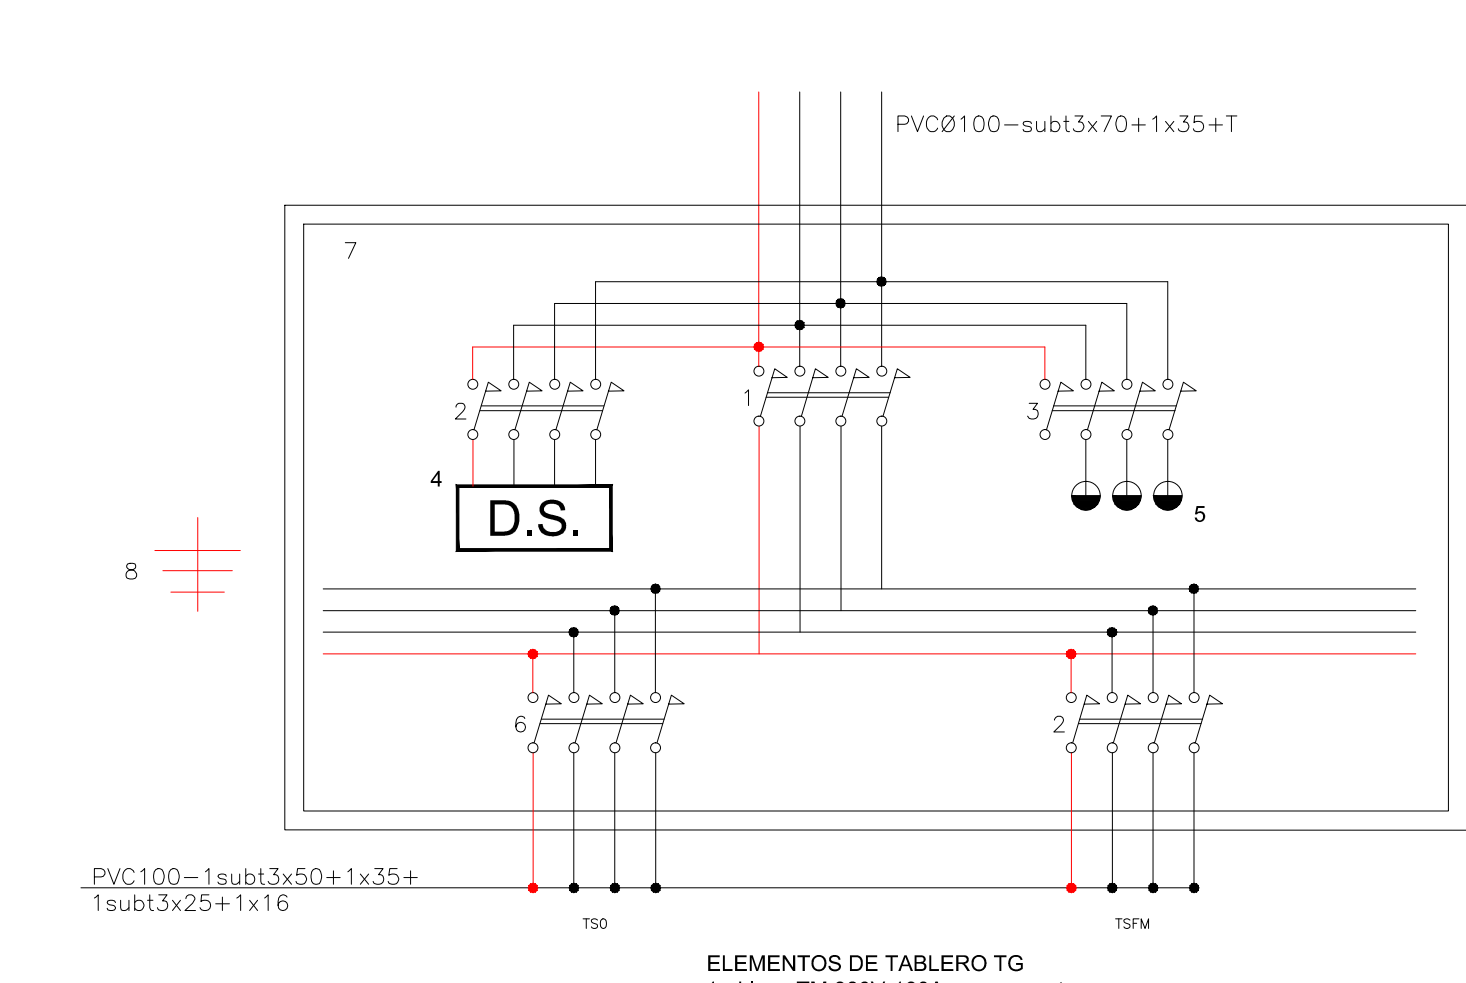 PVCØ100-subt3x70+1x35+T
7
2
1
3
4
D.S.
5
8
6
2
PVC100-1subt3x50+1x35+
1subt3x25+1x16
TS0
TSFM
ELEMENTOS DE TABLERO TG